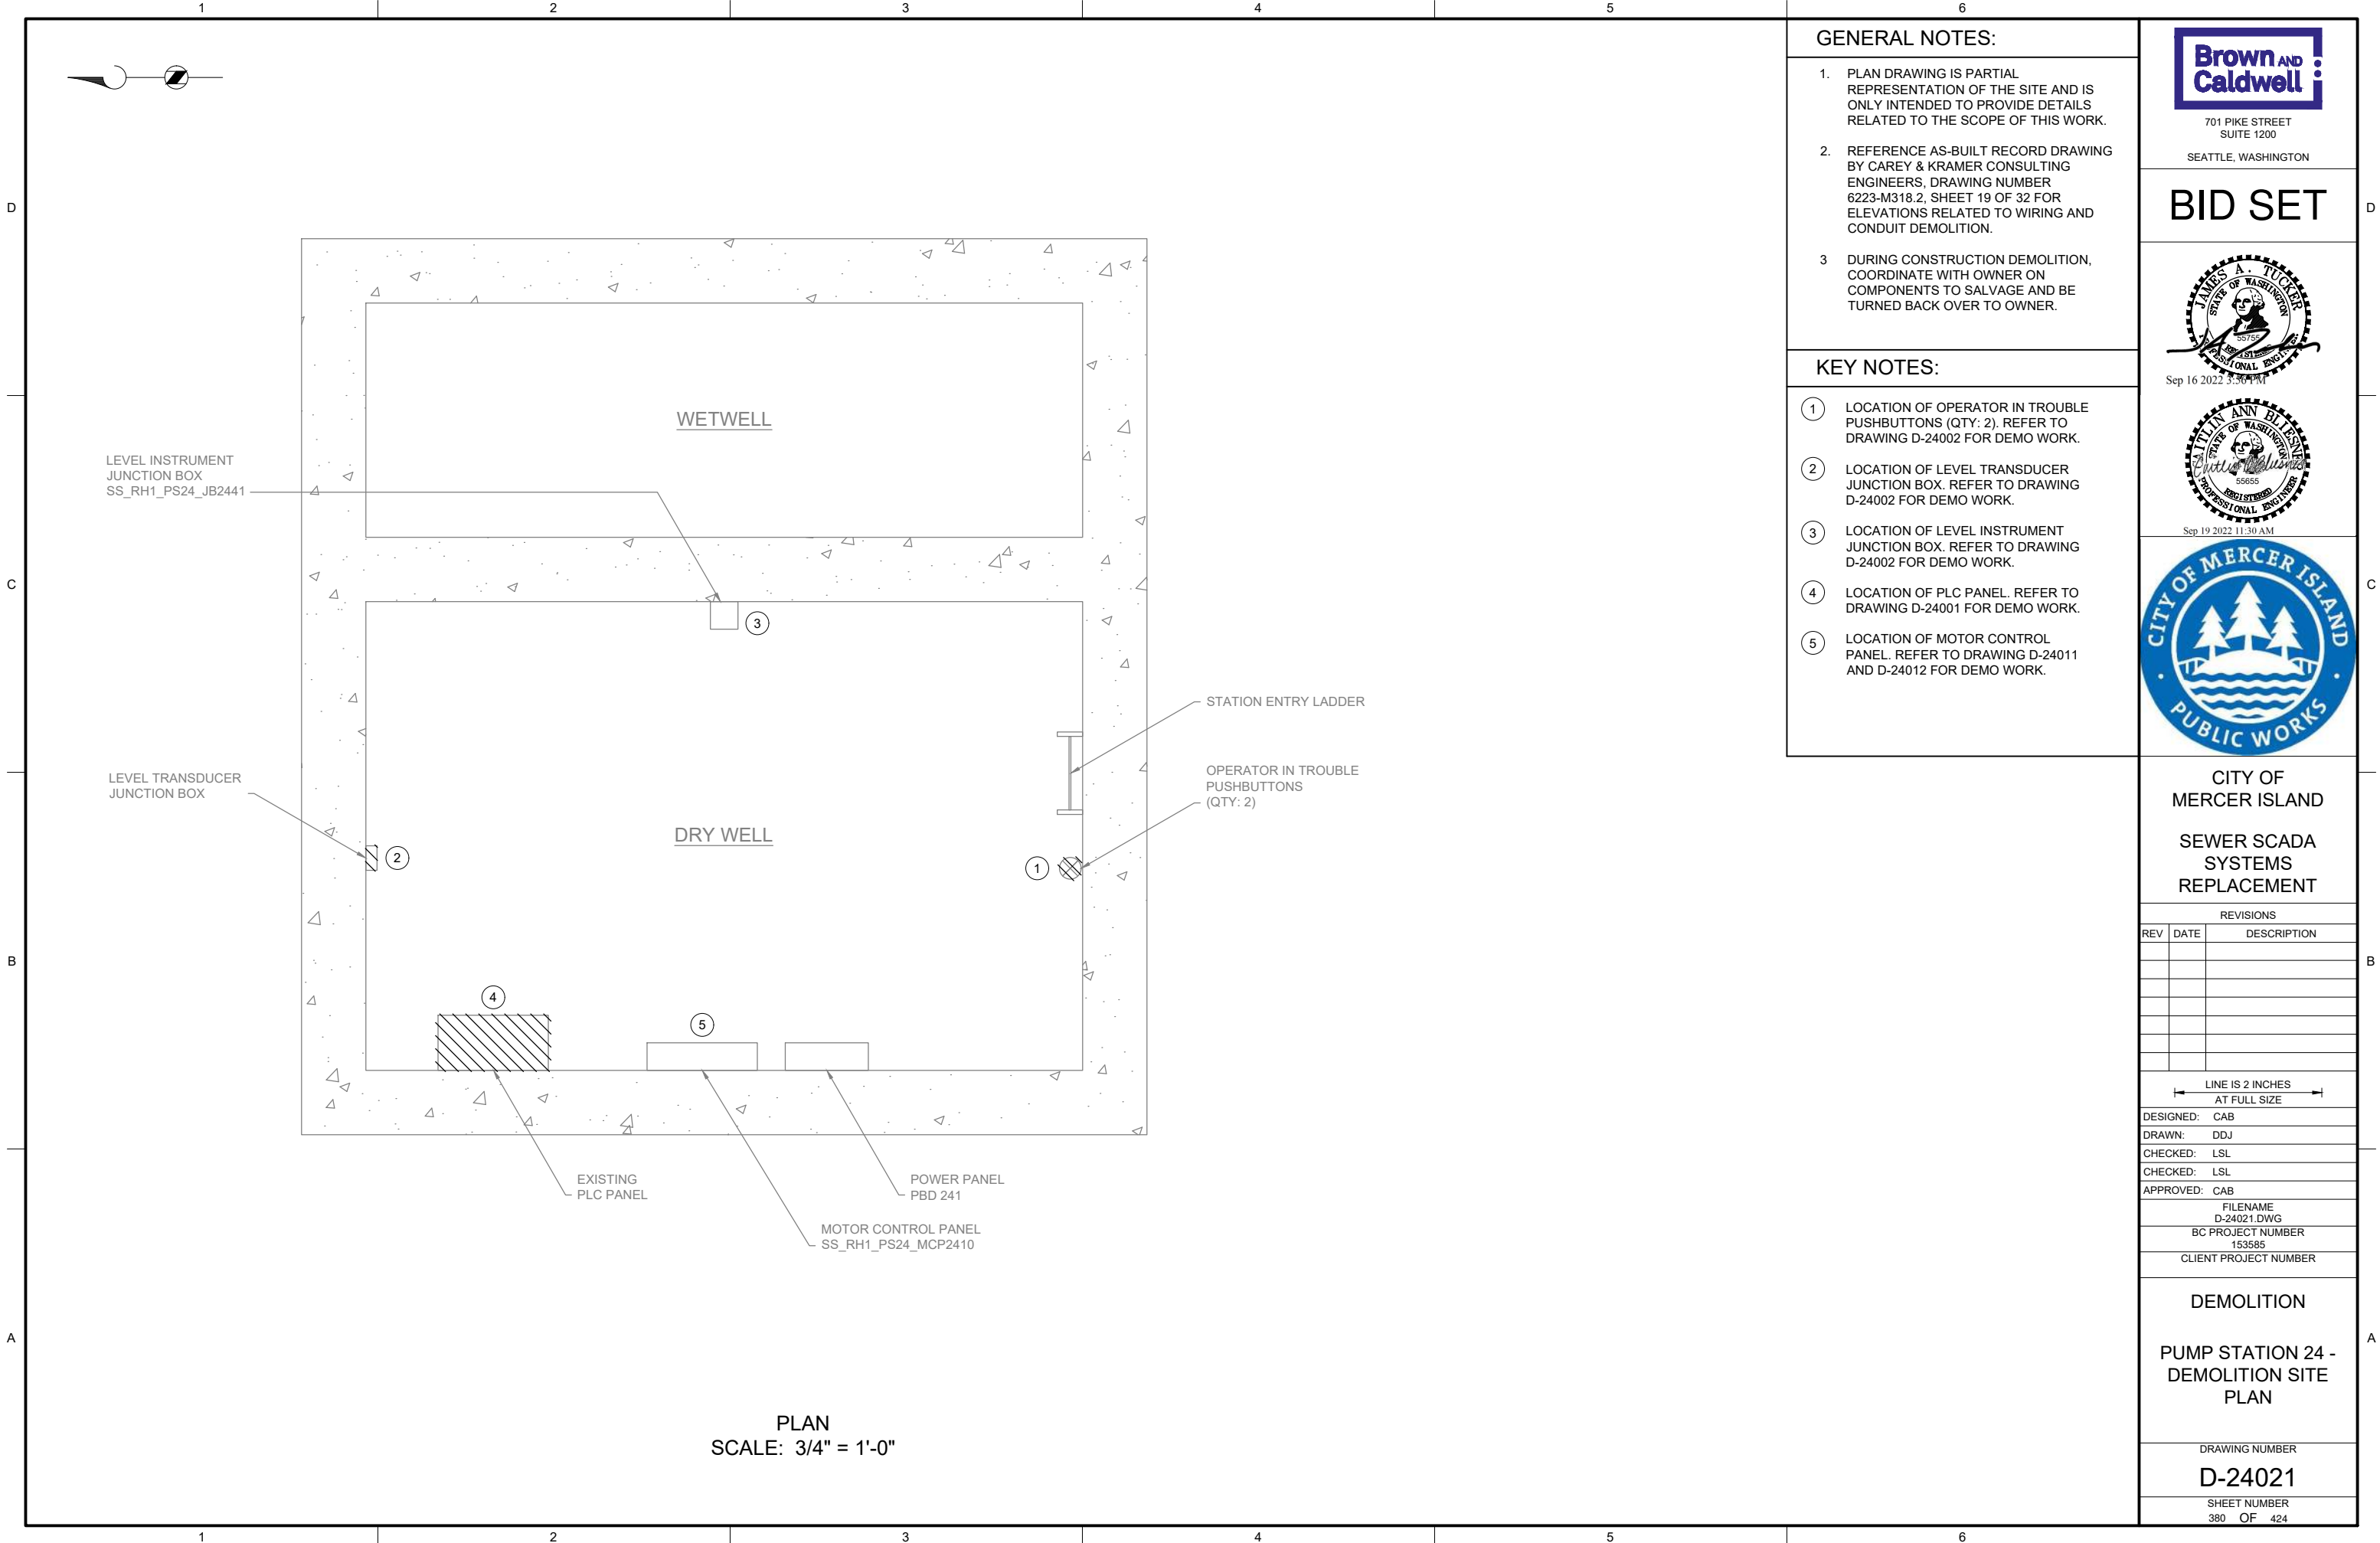 1 2 3 4 5 6
GENERAL NOTES:
1. PLAN DRAWING IS PARTIAL
REPRESENTATION OF THE SITE AND IS
ONLY INTENDED TO PROVIDE DETAILS
RELATED TO THE SCOPE OF THIS WORK.
2. REFERENCE AS-BUILT RECORD DRAWING
BY CAREY & KRAMER CONSULTING
ENGINEERS, DRAWING NUMBER
6223-M318.2, SHEET 19 OF 32 FOR
ELEVATIONS RELATED TO WIRING AND
CONDUIT DEMOLITION.
3 DURING CONSTRUCTION DEMOLITION,
COORDINATE WITH OWNER ON
COMPONENTS TO SALVAGE AND BE
TURNED BACK OVER TO OWNER.
KEY NOTES:
1 LOCATION OF OPERATOR IN TROUBLE
PUSHBUTTONS (QTY: 2). REFER TO
DRAWING D-24002 FOR DEMO WORK.
2 LOCATION OF LEVEL TRANSDUCER
JUNCTION BOX. REFER TO DRAWING
D-24002 FOR DEMO WORK.
3 LOCATION OF LEVEL INSTRUMENT
JUNCTION BOX. REFER TO DRAWING
D-24002 FOR DEMO WORK.
4 LOCATION OF PLC PANEL. REFER TO
DRAWING D-24001 FOR DEMO WORK.
5 LOCATION OF MOTOR CONTROL
PANEL. REFER TO DRAWING D-24011
AND D-24012 FOR DEMO WORK.
D
C
B
A
WETWELL
LEVEL INSTRUMENT
JUNCTION BOX
SS_RH1_PS24_JB2441
3
STATION ENTRY LADDER
LEVEL TRANSDUCER
JUNCTION BOX
OPERATOR IN TROUBLE
PUSHBUTTONS
(QTY: 2)
DRY WELL
2
1
4
5
EXISTING
PLC PANEL
POWER PANEL
PBD 241
MOTOR CONTROL PANEL
SS_RH1_PS24_MCP2410
PLAN
SCALE: 3/4" = 1'-0"
Brown AND
Caldwell
701 PIKE STREET
SUITE 1200
SEATTLE, WASHINGTON
BID SET
JAMES A. TUCKER
STATE OF WASHINGTON
55755
REGISTERED
PROFESSIONAL ENGINEER
Sep 16 2022 3:56 PM
CAITLIN ANN BLIESNER
STATE OF WASHINGTON
55655
REGISTERED
PROFESSIONAL ENGINEER
Sep 19 2022 11:30 AM
CITY OF MERCER ISLAND
PUBLIC WORKS
CITY OF
MERCER ISLAND
SEWER SCADA
SYSTEMS
REPLACEMENT
REVISIONS
REV DATE DESCRIPTION
LINE IS 2 INCHES
AT FULL SIZE
DESIGNED: CAB
DRAWN: DDJ
CHECKED: LSL
CHECKED: LSL
APPROVED: CAB
FILENAME
D-24021.DWG
BC PROJECT NUMBER
153585
CLIENT PROJECT NUMBER
DEMOLITION
PUMP STATION 24 -
DEMOLITION SITE
PLAN
DRAWING NUMBER
D-24021
SHEET NUMBER
380 OF 424
D
C
B
A
1 2 3 4 5 6